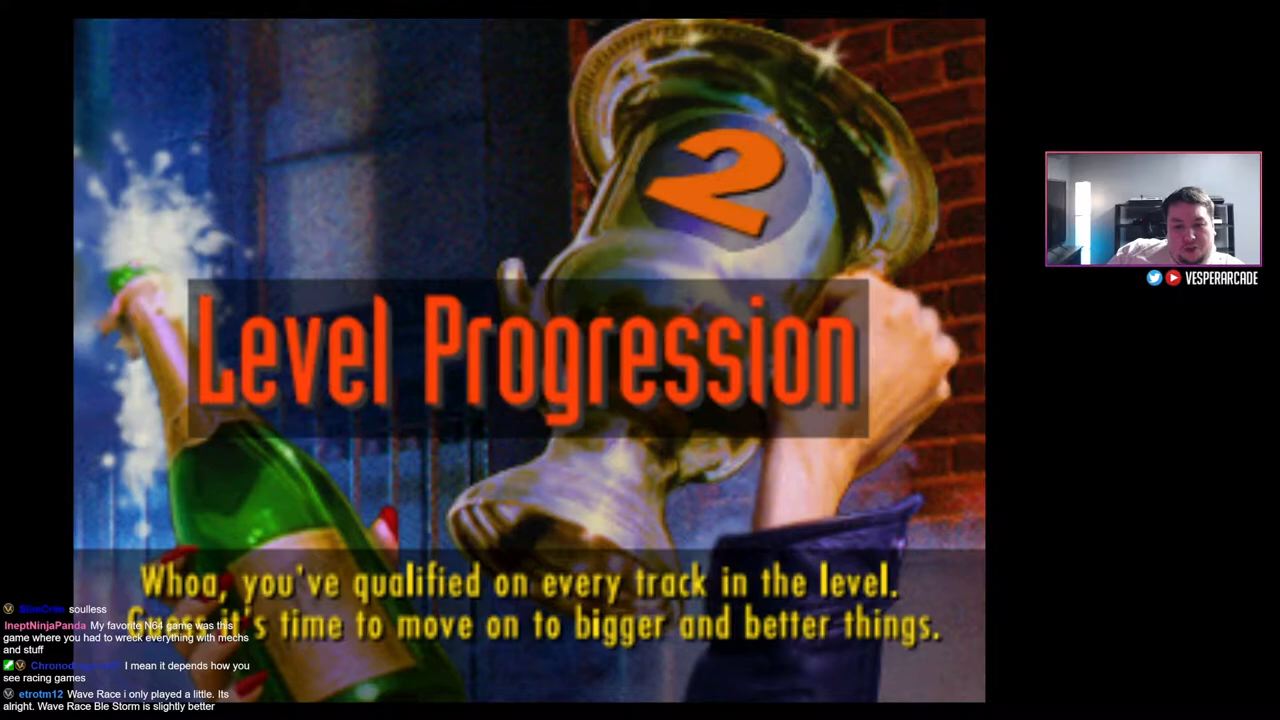 2
Level Progression
Whoa, you've qualified on every track in the level.
it's time to move on to bigger and better things.
VESPERARCADE
soulless
IneptNinjaPanda My favorite N64 game was this
game where you had to wreck everything with mechs
and stuff
I mean it depends how you
see racing games
etrotm12 Wave Race i only played a little. Its
alright. Wave Race Ble Storm is slightly better